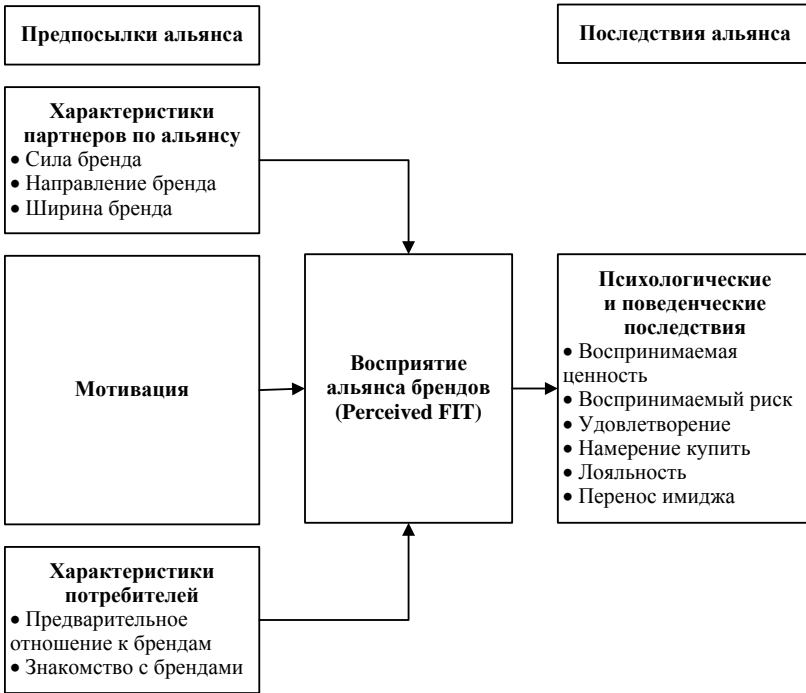 Предпосылки альянса
Последствия альянса
Характеристики
партнеров по альянсу
• Сила бренда
• Направление бренда
• Ширина бренда
Мотивация
Характеристики
потребителей
• Предварительное
отношение к брендам
• Знакомство с брендами
Восприятие
альянса брендов
(Perceived FIT)
Психологические
и поведенческие
последствия
• Воспринимаемая
ценность
• Воспринимаемый риск
• Удовлетворение
• Намерение купить
• Лояльность
• Перенос имиджа